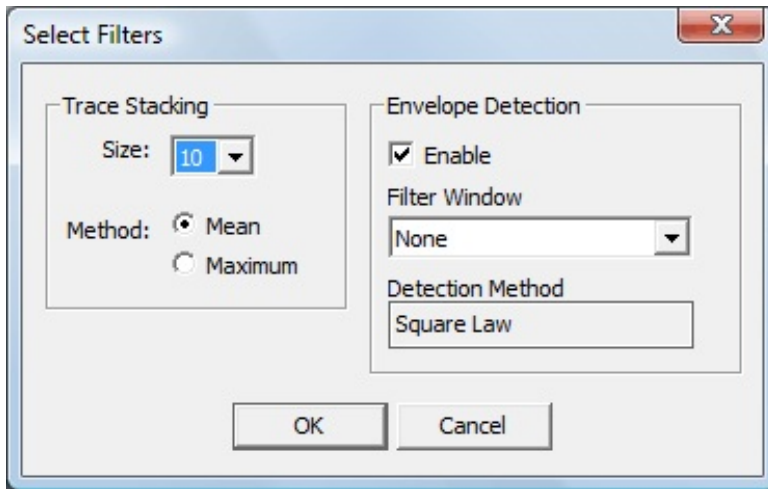 Select Filters
Trace Stacking
Size: 10
Method: Mean
Maximum
Envelope Detection
Enable
Filter Window
None
Detection Method
Square Law
OK
Cancel